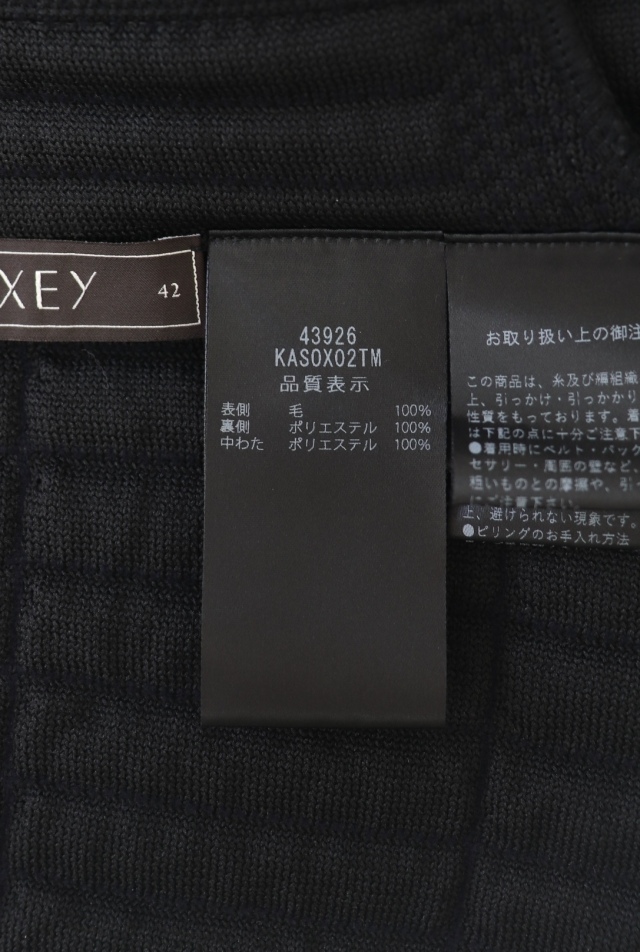 XEY 42
43926
KASOX02TM
品質表示
表側 毛 100%
裏側 ポリエステル 100%
中わた ポリエステル 100%
お取り扱い上の御注
この商品は、糸及び編組織
上、引っかけ・引っかかり
性質をもっております。着
は下記の点に十分ご注意下
●着用時にベルト・バック
セサリー・周囲の壁など
粗いものとの摩擦や、引っ
にご注意下さい。
上、避けられない現象です。
●ピリングのお手入れ方法